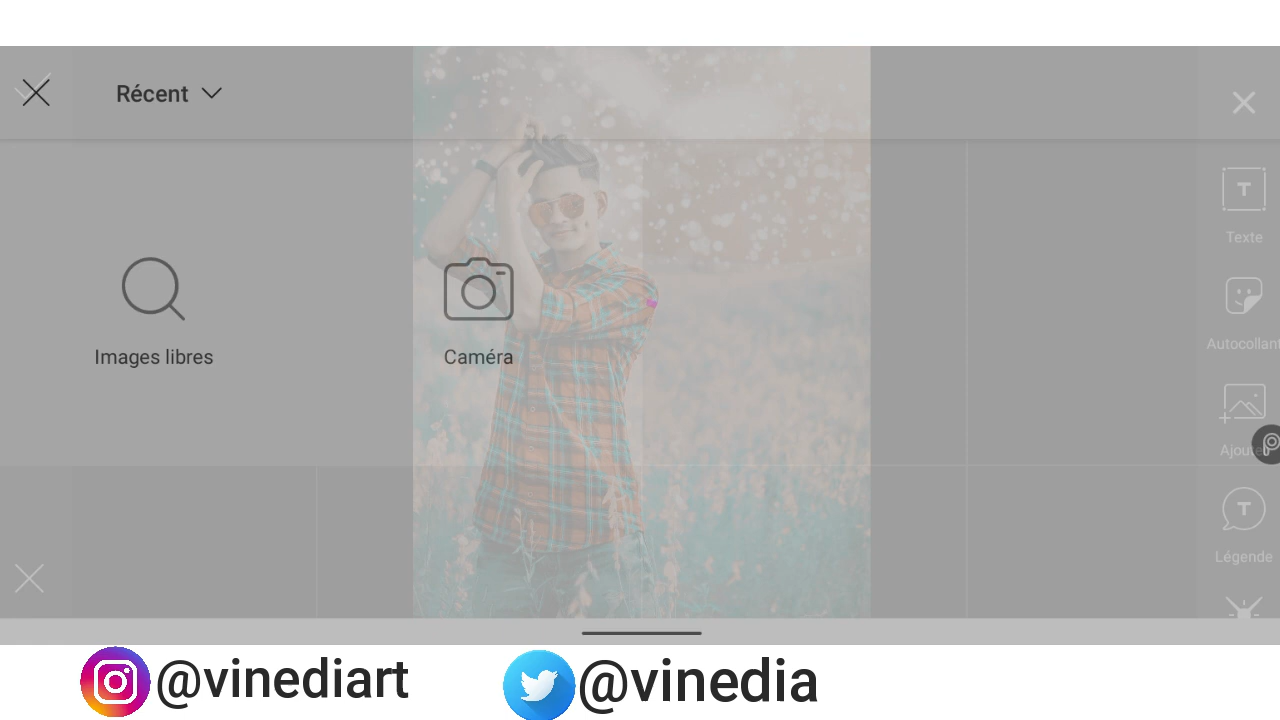 Récent
T
Texte
Images libres
Caméra
Autocollant
Ajouter
T
Légende
@vinediart
@vinedia